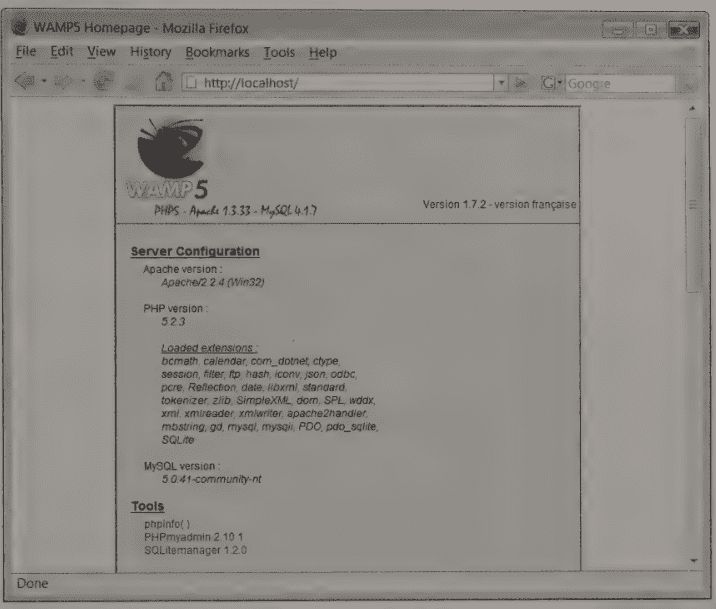 WAMP5 Homepage - Mozilla Firefox
File Edit View History Bookmarks Tools Help
http://localhost/
Google
WAMP5
PHP5 - Apache 1.3.33 - MySQL 4.1.7
Version 1.7.2 - version française
Server Configuration
Apache version :
Apache/2.2.4 (Win32)
PHP version :
5.2.3
Loaded extensions :
bcmath, calendar, com_dotnet, ctype,
session, filter, ftp, hash, iconv, json, odbc,
pcre, Reflection, date, libxml, standard,
tokenizer, zlib, SimpleXML, dom, SPL, wddx,
xml, xmlreader, xmlwriter, apache2handler,
mbstring, gd, mysql, mysqli, PDO, pdo_sqlite,
SQLite
MySQL version :
5.0.41-community-nt
Tools
phpinfo( )
PHPmyadmin 2.10.1
SQLitemanager 1.2.0
Done